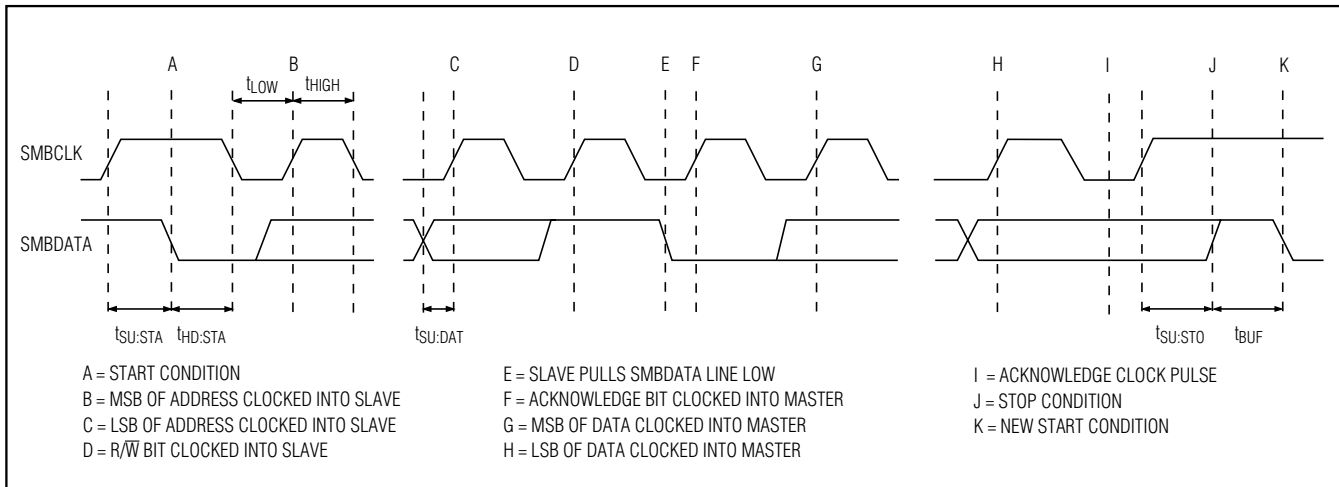 A B C D E F G H I J K
tLOW tHIGH
SMBCLK
SMBDATA
tSU:STA tHD:STA tSU:DAT tSU:STO tBUF
A = START CONDITION
B = MSB OF ADDRESS CLOCKED INTO SLAVE
C = LSB OF ADDRESS CLOCKED INTO SLAVE
D = R/W̅ BIT CLOCKED INTO SLAVE
E = SLAVE PULLS SMBDATA LINE LOW
F = ACKNOWLEDGE BIT CLOCKED INTO MASTER
G = MSB OF DATA CLOCKED INTO MASTER
H = LSB OF DATA CLOCKED INTO MASTER
I = ACKNOWLEDGE CLOCK PULSE
J = STOP CONDITION
K = NEW START CONDITION